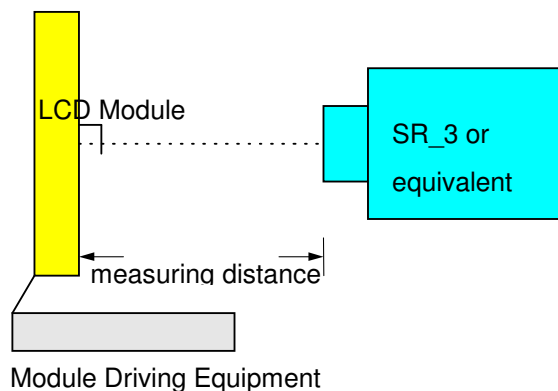 LCD Module
SR_3 or
equivalent
measuring distance
Module Driving Equipment